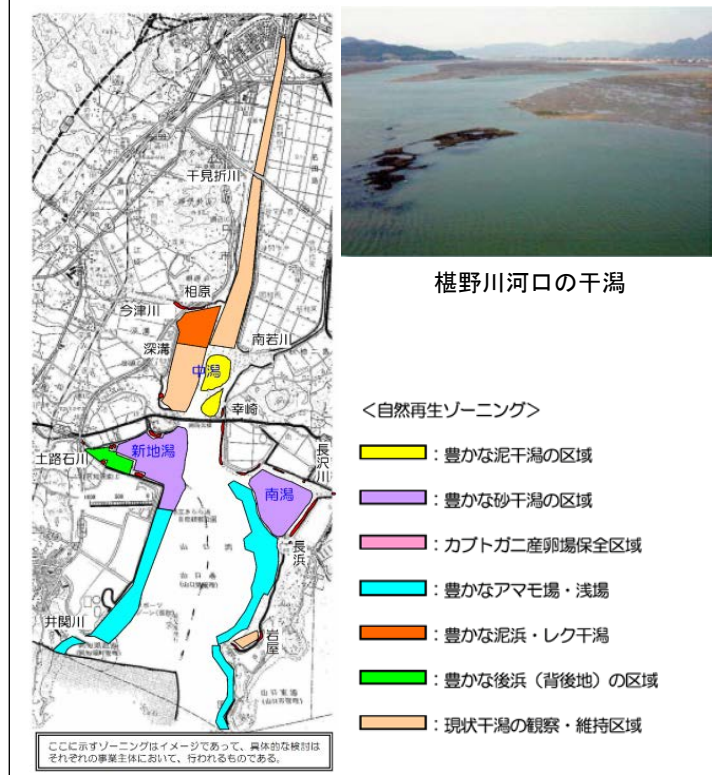 干見折川
相原
今津川
深溝
南若川
中潟
幸崎
土路石川
新地潟
長沢川
南潟
長浜
井関川
岩屋
ここに示すゾーニングはイメージであって、具体的な検討は
それぞれの事業主体において、行われるものである。
椹野川河口の干潟
＜自然再生ゾーニング＞
：豊かな泥干潟の区域
：豊かな砂干潟の区域
：カブトガニ産卵場保全区域
：豊かなアマモ場・浅場
：豊かな泥浜・レク干潟
：豊かな後浜（背後地）の区域
：現状干潟の観察・維持区域